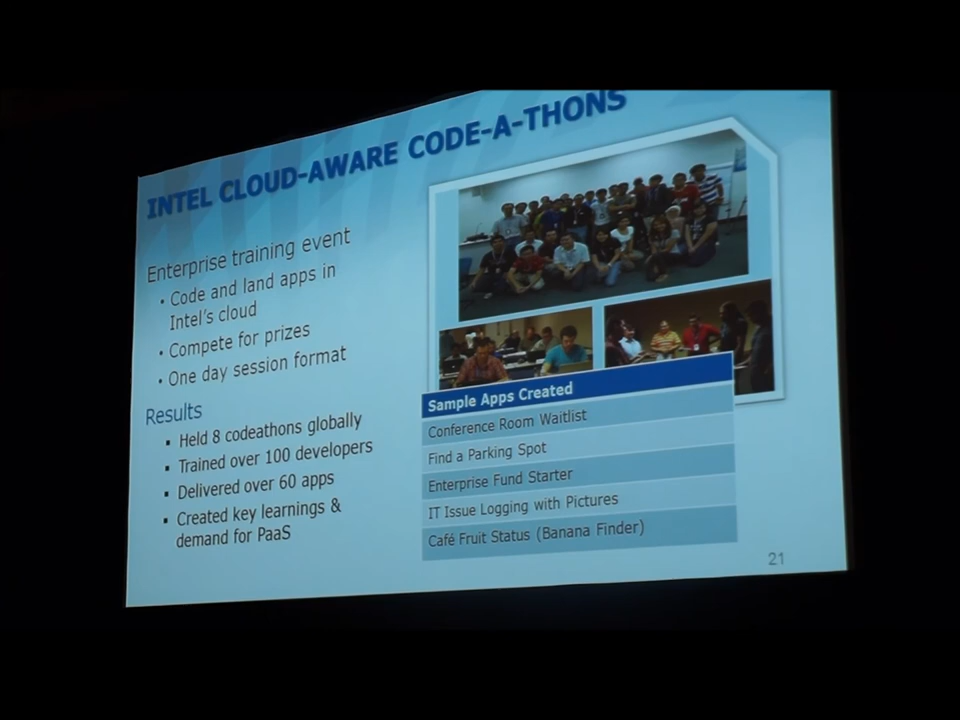 INTEL CLOUD-AWARE CODE-A-THONS
Enterprise training event
• Code and land apps in
Intel's cloud
• Compete for prizes
• One day session format
Results
▪ Held 8 codeathons globally
▪ Trained over 100 developers
▪ Delivered over 60 apps
▪ Created key learnings &
demand for PaaS
Sample Apps Created
Conference Room Waitlist
Find a Parking Spot
Enterprise Fund Starter
IT Issue Logging with Pictures
Café Fruit Status (Banana Finder)
21